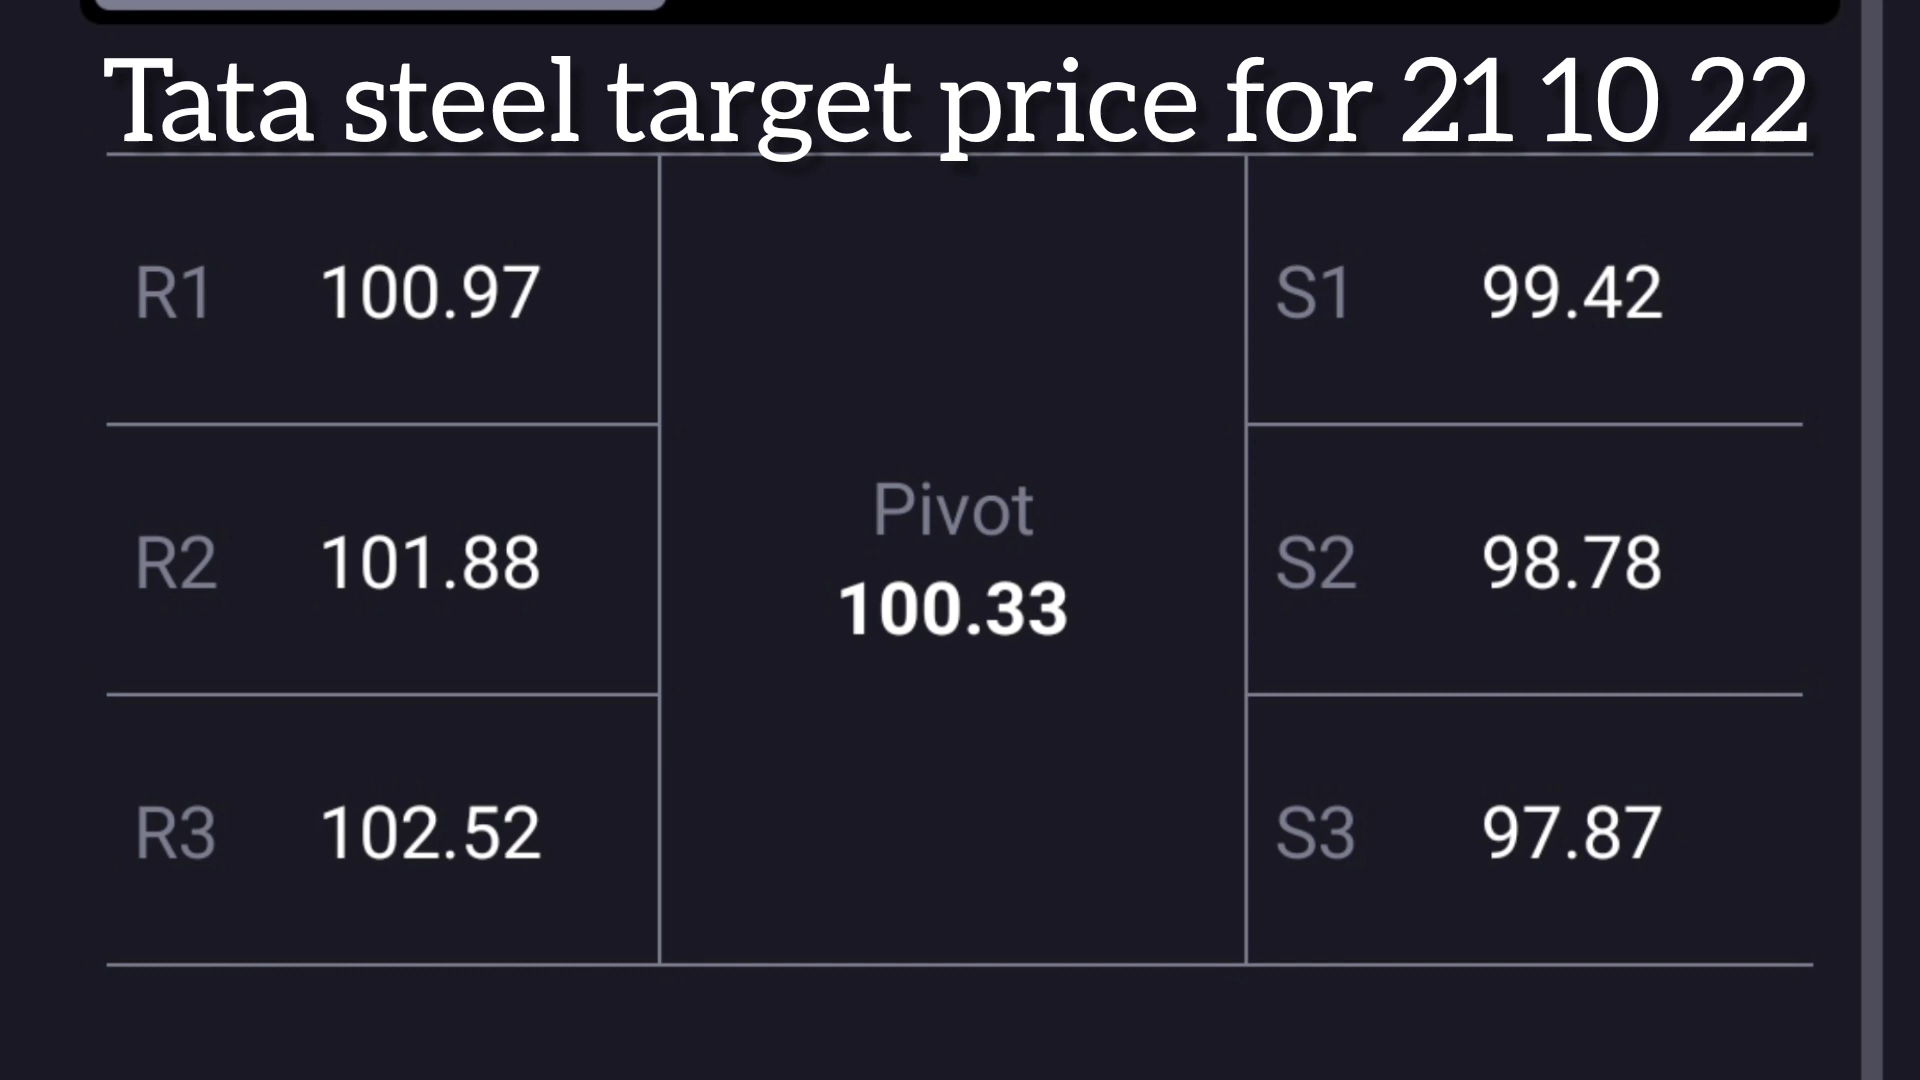 Tata steel target price for 21 10 22
R1 100.97
R2 101.88
R3 102.52
Pivot
100.33
S1 99.42
S2 98.78
S3 97.87